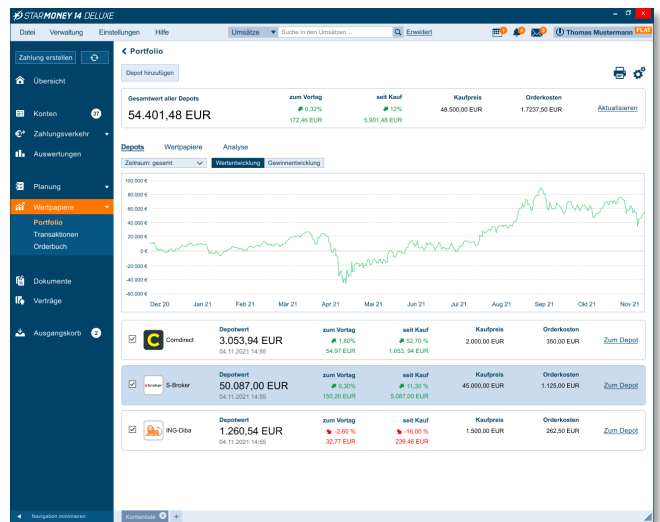 STARMONEY 14 DELUXE
Datei Verwaltung Einstellungen Hilfe Umsätze Suche in den Umsätzen... Erweitert Thomas Mustermann FLAT
Zahlung erstellen
Übersicht
Konten 37
Zahlungsverkehr
Auswertungen
Planung
Wertpapiere
Portfolio
Transaktionen
Orderbuch
Dokumente
Verträge
Ausgangskorb 2
Navigation minimieren
Portfolio
Depot hinzufügen
Gesamtwert aller Depots zum Vortag seit Kauf Kaufpreis Orderkosten
54.401,48 EUR 0,32% 12% 48.500,00 EUR 1.7237,50 EUR Aktualisieren
172,46 EUR 5.901,48 EUR
Depots Wertpapiere Analyse
Zeitraum: gesamt Wertentwicklung Gewinnentwicklung
100.000 €
80.000 €
60.000 €
40.000 €
20.000 €
0 €
-20.000 €
-40.000 €
-60.000 €
Dez 20 Jan 21 Feb 21 Mär 21 Apr 21 Mai 21 Jun 21 Jul 21 Aug 21 Sep 21 Okt 21 Nov 21
Depotwert zum Vortag seit Kauf Kaufpreis Orderkosten
Comdirect 3.053,94 EUR 1,80% 52,70 % 2.000,00 EUR 350,00 EUR Zum Depot
04.11.2021 14:55 54,97 EUR 1.053, 94 EUR
Depotwert zum Vortag seit Kauf Kaufpreis Orderkosten
S-Broker 50.087,00 EUR 0,30% 11,30 % 45.000,00 EUR 1.125,00 EUR Zum Depot
04.11.2021 14:55 150,26 EUR 5.087,00 EUR
Depotwert zum Vortag seit Kauf Kaufpreis Orderkosten
ING-Diba 1.260,54 EUR -2,60 % -16,00 % 1.500,00 EUR 262,50 EUR Zum Depot
04.11.2021 14:55 32,77 EUR 239,46 EUR
Kontenliste